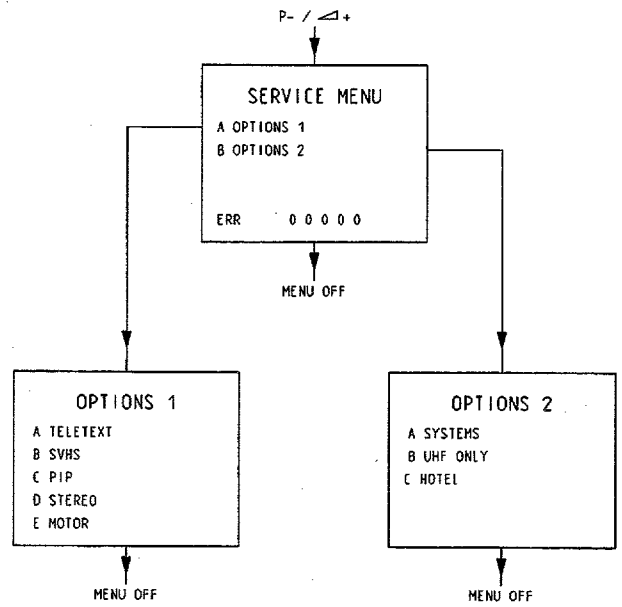 P- / ◿ +
SERVICE MENU
A OPTIONS 1
B OPTIONS 2
ERR 0 0 0 0 0
MENU OFF
OPTIONS 1
A TELETEXT
B SVHS
C PIP
D STEREO
E MOTOR
MENU OFF
OPTIONS 2
A SYSTEMS
B UHF ONLY
C HOTEL
MENU OFF